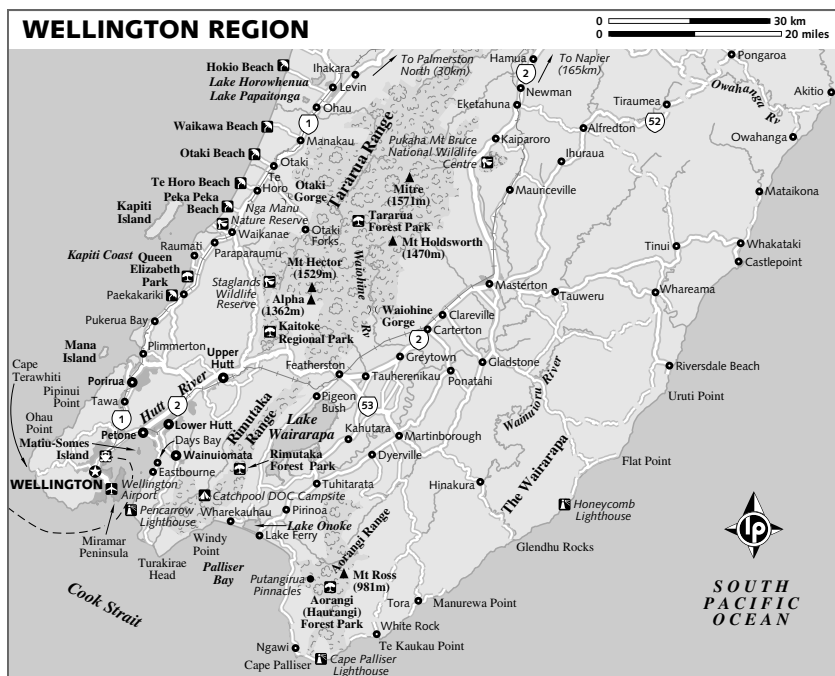 WELLINGTON REGION
0 30 km
0 20 miles
Hokio Beach
Ihakara
To Palmerston
North (30km)
Hamua
To Napier
(165km)
Pongaroa
Lake Horowhenua
Levin
Lake Papaitonga
2
Newman
Akitio
Ohau
Eketahuna
Tiraumea
Owahanga Rv
52
Waikawa Beach
1
Manakau
Pukaha Mt Bruce
National Wildlife
Centre
Kaiparoro
Alfredton
Owahanga
Otaki Beach
Otaki
Tararua Range
Ihuraua
Te Horo Beach
Te
Horo
Otaki
Gorge
Mitre
(1571m)
Mauriceville
Mataikona
Peka Peka
Beach
Kapiti
Island
Nga Manu
Nature Reserve
Waikanae
Otaki
Forks
Tararua
Forest Park
Mt Holdsworth
(1470m)
Tinui
Whakataki
Castlepoint
Kapiti Coast
Raumati
Paraparaumu
Queen
Elizabeth
Park
Mt Hector
(1529m)
Waiohine
Rv
Staglands
Wildlife
Reserve
Alpha
(1362m)
Masterton
Tauweru
Whareama
Paekakariki
Waiohine
Gorge
Clareville
Pukerua Bay
Kaitoke
Regional Park
Carterton
2
Mana
Island
Plimmerton
Upper
Hutt
Greytown
Gladstone
Cape
Terawhiti
Featherston
Tauherenikau
Ponatahi
Riversdale Beach
Porirua
Pipinui
Point
Hutt River
Pigeon
Bush
Wainuioru
River
Uruti Point
Tawa
2
53
Ohau
Point
1
Lower Hutt
Rimutaka
Range
Lake
Wairarapa
Kahutara
Martinborough
Petone
Days Bay
Matiu-Somes
Island
Wainuiomata
Rimutaka
Forest Park
Dyerville
The Wairarapa
Flat Point
Eastbourne
WELLINGTON
Wellington
Airport
Tuhitarata
Hinakura
Catchpool DOC Campsite
Pencarrow
Lighthouse
Wharekauhau
Pirinoa
Honeycomb
Lighthouse
lp
Miramar
Peninsula
Lake Onoke
Windy
Point
Lake Ferry
Aorangi Range
Glendhu Rocks
Turakirae
Head
Palliser
Bay
Putangirua
Pinnacles
Mt Ross
(981m)
Cook Strait
SOUTH
PACIFIC
OCEAN
Aorangi
(Haurangi)
Forest Park
Tora
Manurewa Point
White Rock
Te Kaukau Point
Ngawi
Cape Palliser
Cape Palliser
Lighthouse